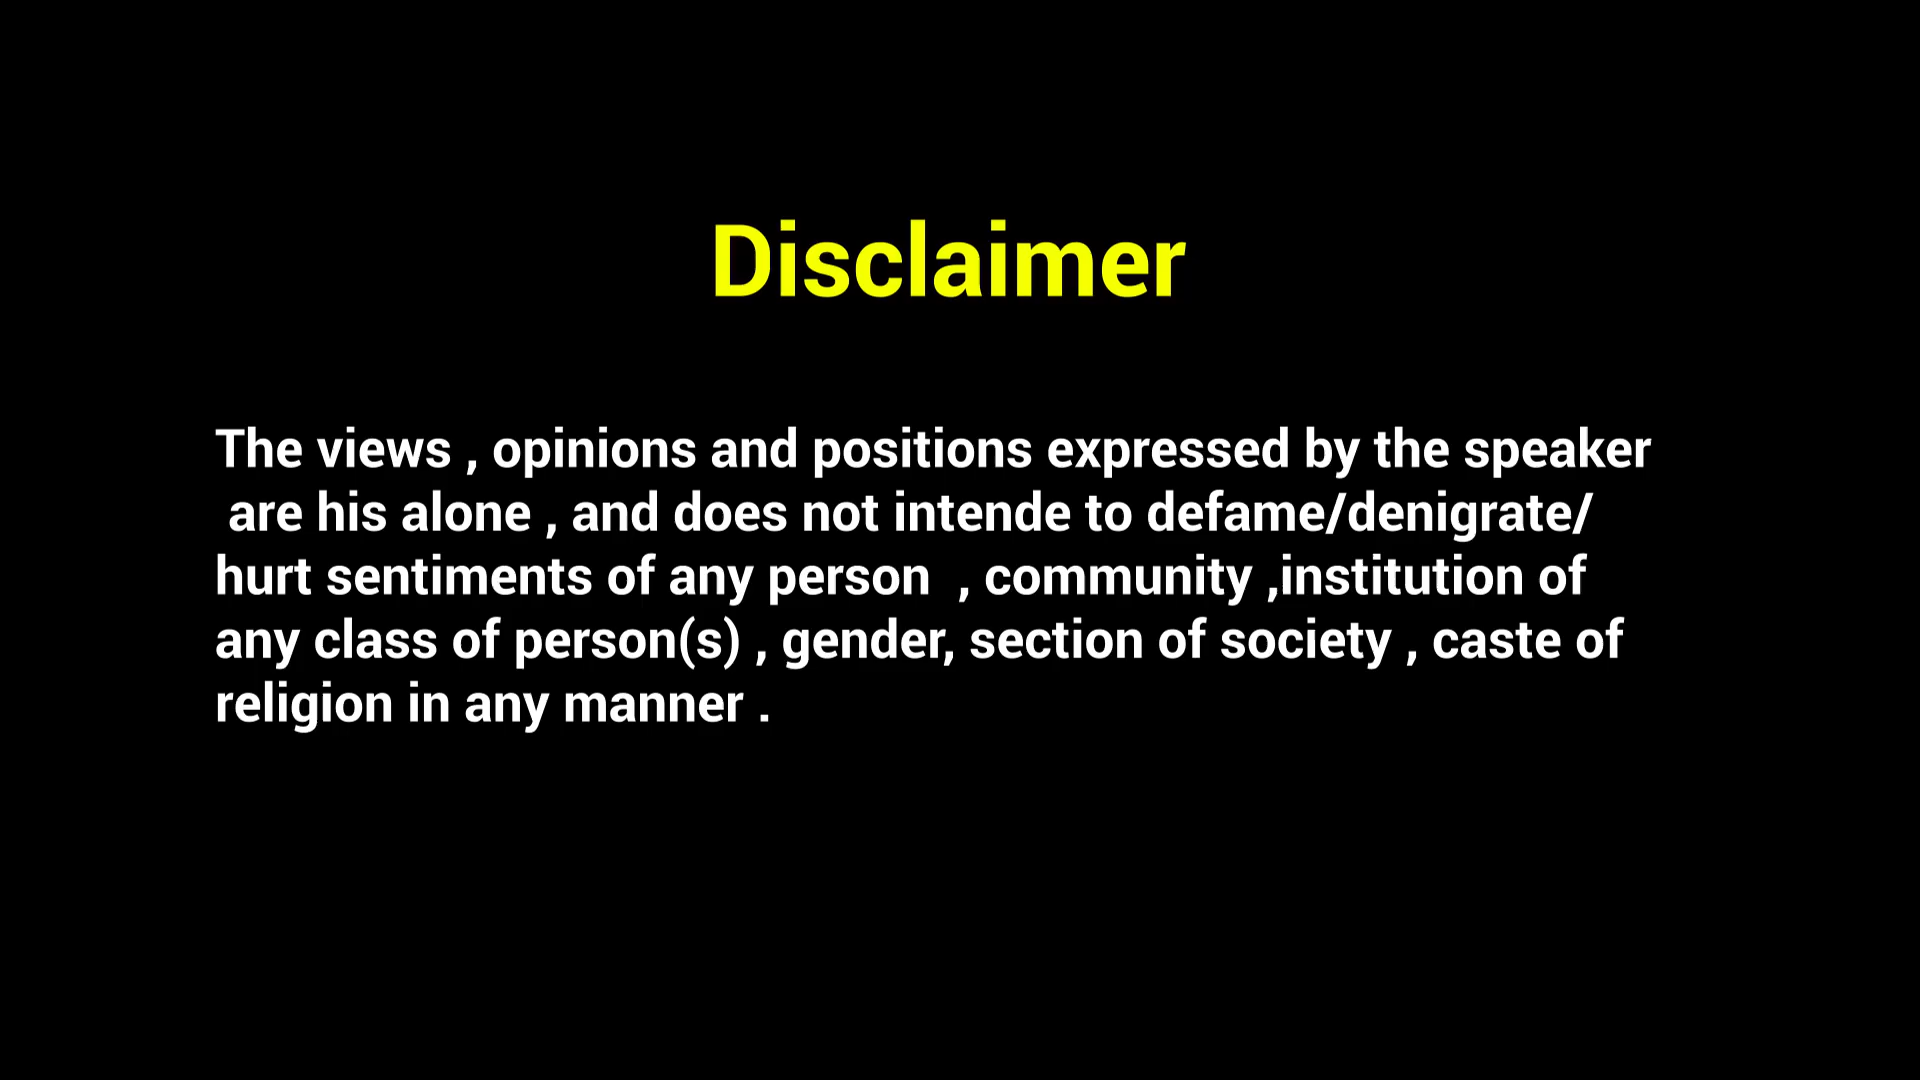 Disclaimer
The views , opinions and positions expressed by the speaker
are his alone , and does not intende to defame/denigrate/
hurt sentiments of any person  , community ,institution of
any class of person(s) , gender, section of society , caste of
religion in any manner .